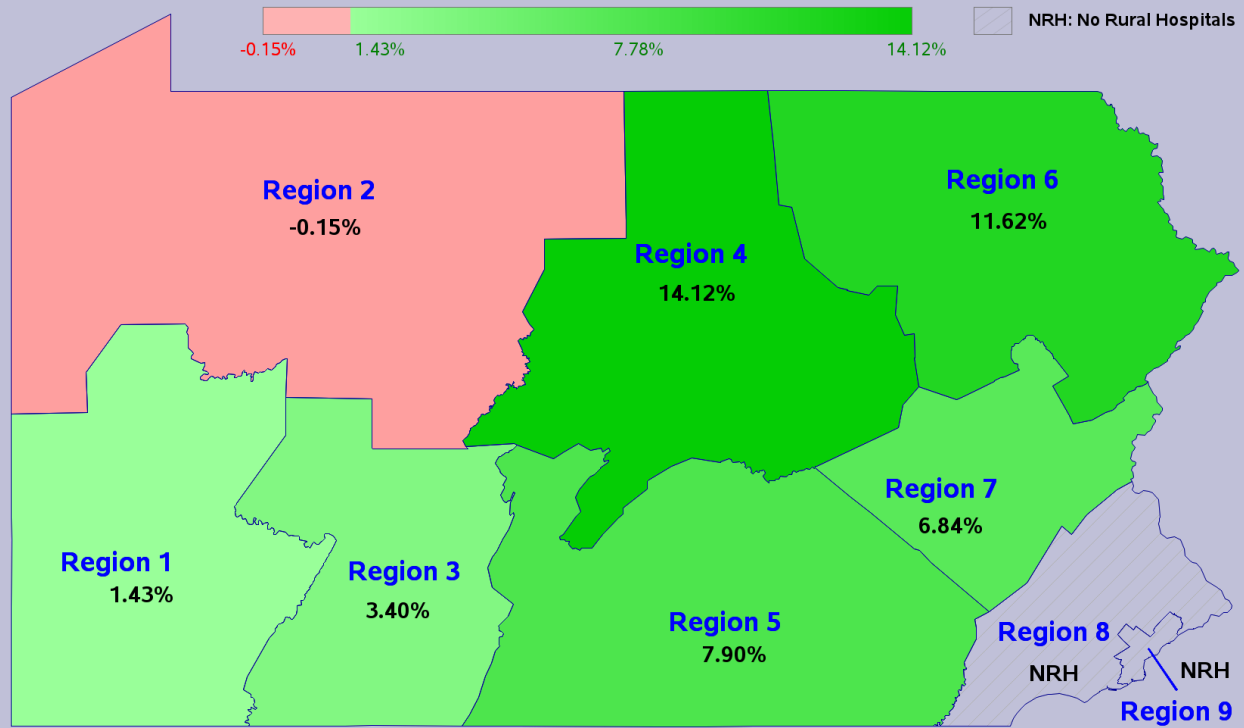 NRH: No Rural Hospitals
-0.15%
1.43%
7.78%
14.12%
Region 2
-0.15%
Region 4
14.12%
Region 6
11.62%
Region 1
1.43%
Region 3
3.40%
Region 5
7.90%
Region 7
6.84%
Region 8
NRH
NRH
Region 9